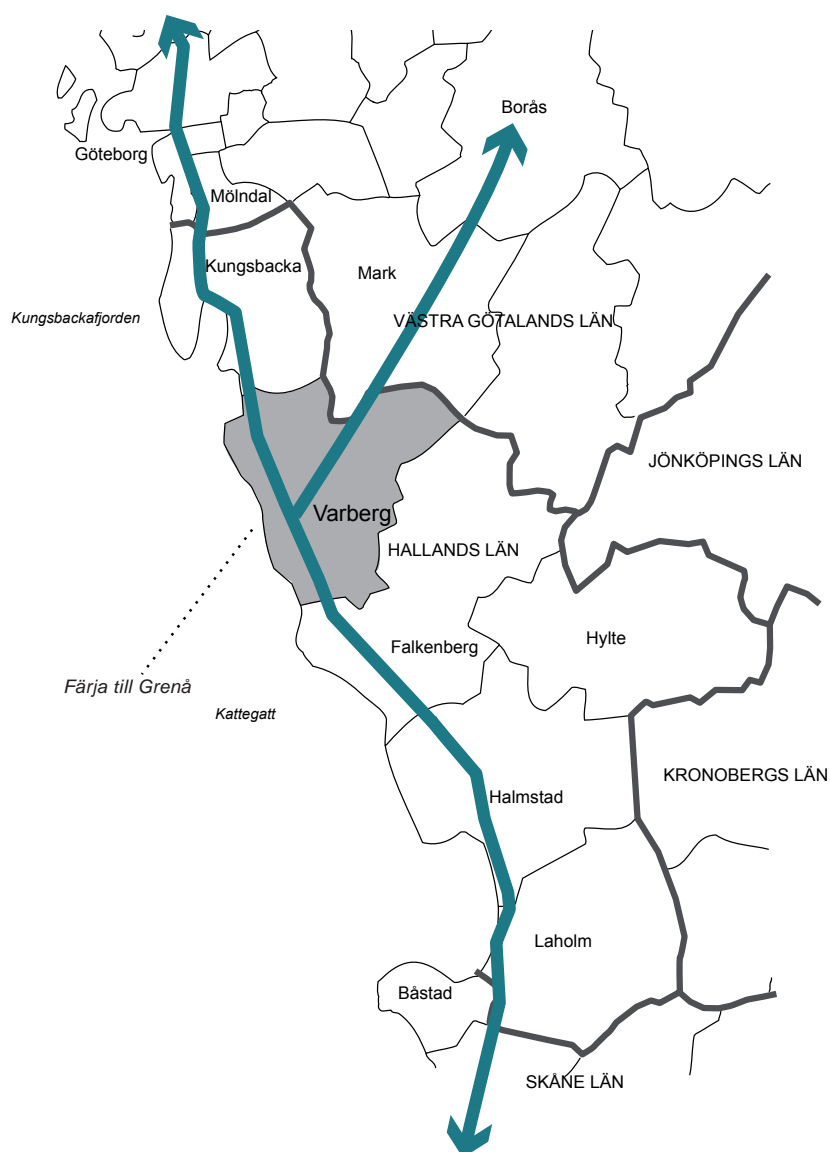 Borås
Göteborg
Mölndal
Kungsbacka
Mark
Kungsbackafjorden
VÄSTRA GÖTALANDS LÄN
JÖNKÖPINGS LÄN
Varberg
HALLANDS LÄN
Falkenberg
Hylte
Färja till Grenå
Kattegatt
KRONOBERGS LÄN
Halmstad
Laholm
Båstad
SKÅNE LÄN